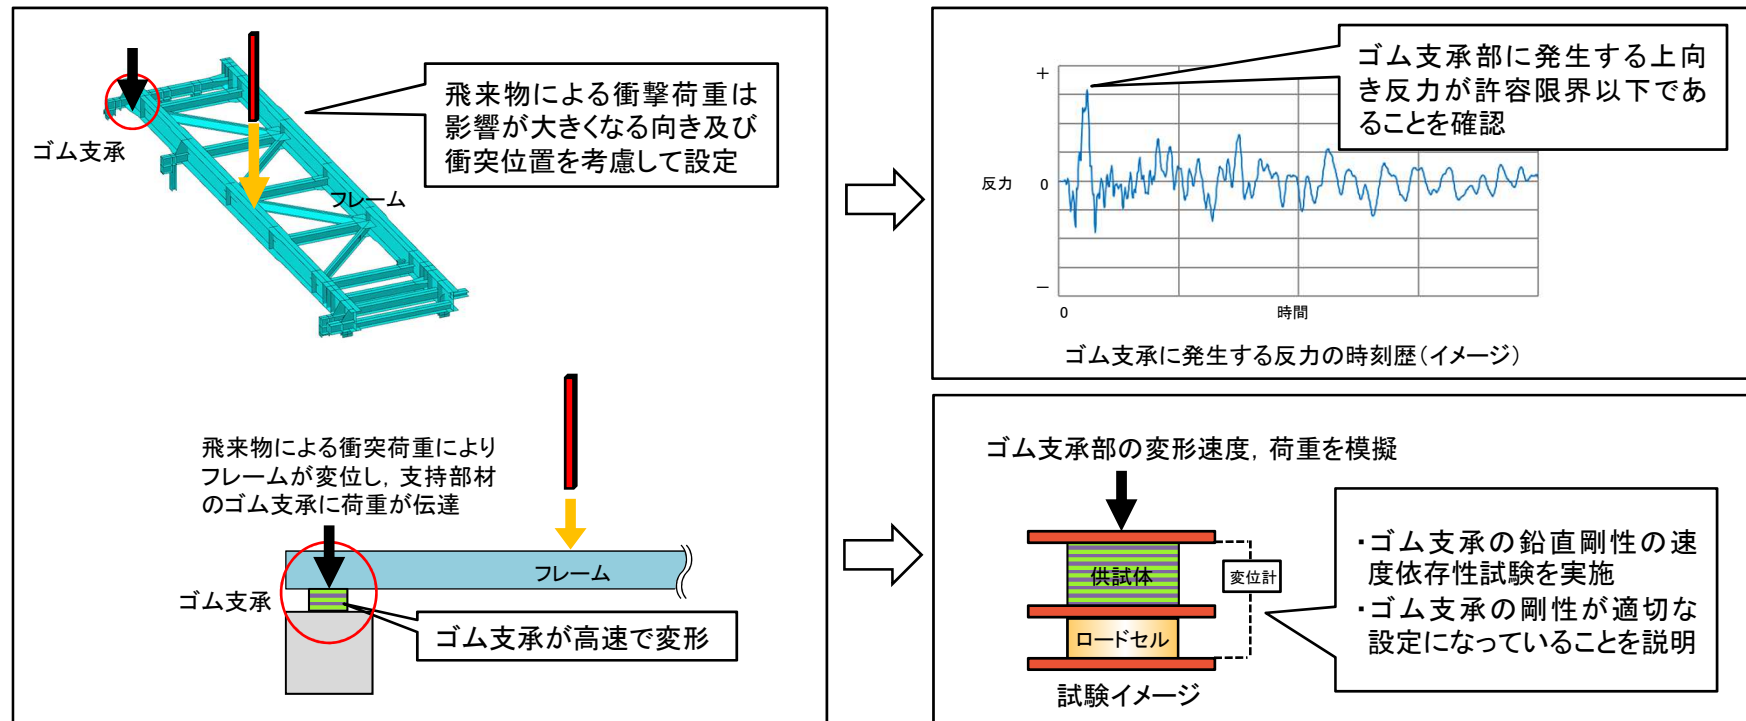 飛来物による衝撃荷重は
影響が大きくなる向き及び
衝突位置を考慮して設定
ゴム支承
フレーム
飛来物による衝突荷重により
フレームが変位し，支持部材
のゴム支承に荷重が伝達
フレーム
ゴム支承
ゴム支承が高速で変形
ゴム支承部に発生する上向
き反力が許容限界以下であ
ることを確認
＋
反力
0
－
0
時間
ゴム支承に発生する反力の時刻歴（イメージ）
ゴム支承部の変形速度，荷重を模擬
供試体
変位計
ロードセル
試験イメージ
・ゴム支承の鉛直剛性の速
度依存性試験を実施
・ゴム支承の剛性が適切な
設定になっていることを説明